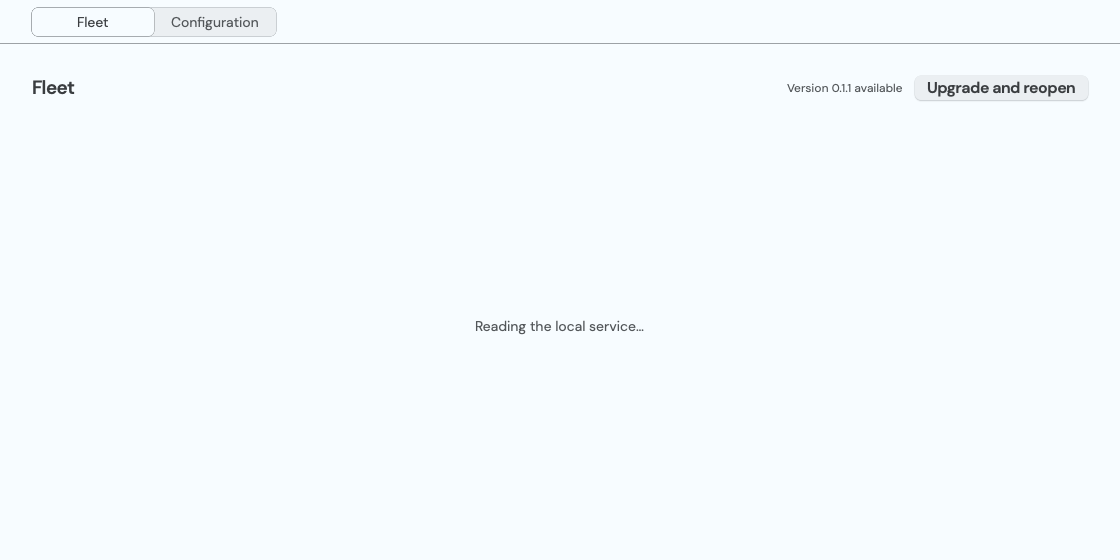 Fleet
Configuration
Fleet
Version 0.1.1 available
Upgrade and reopen
Reading the local service...